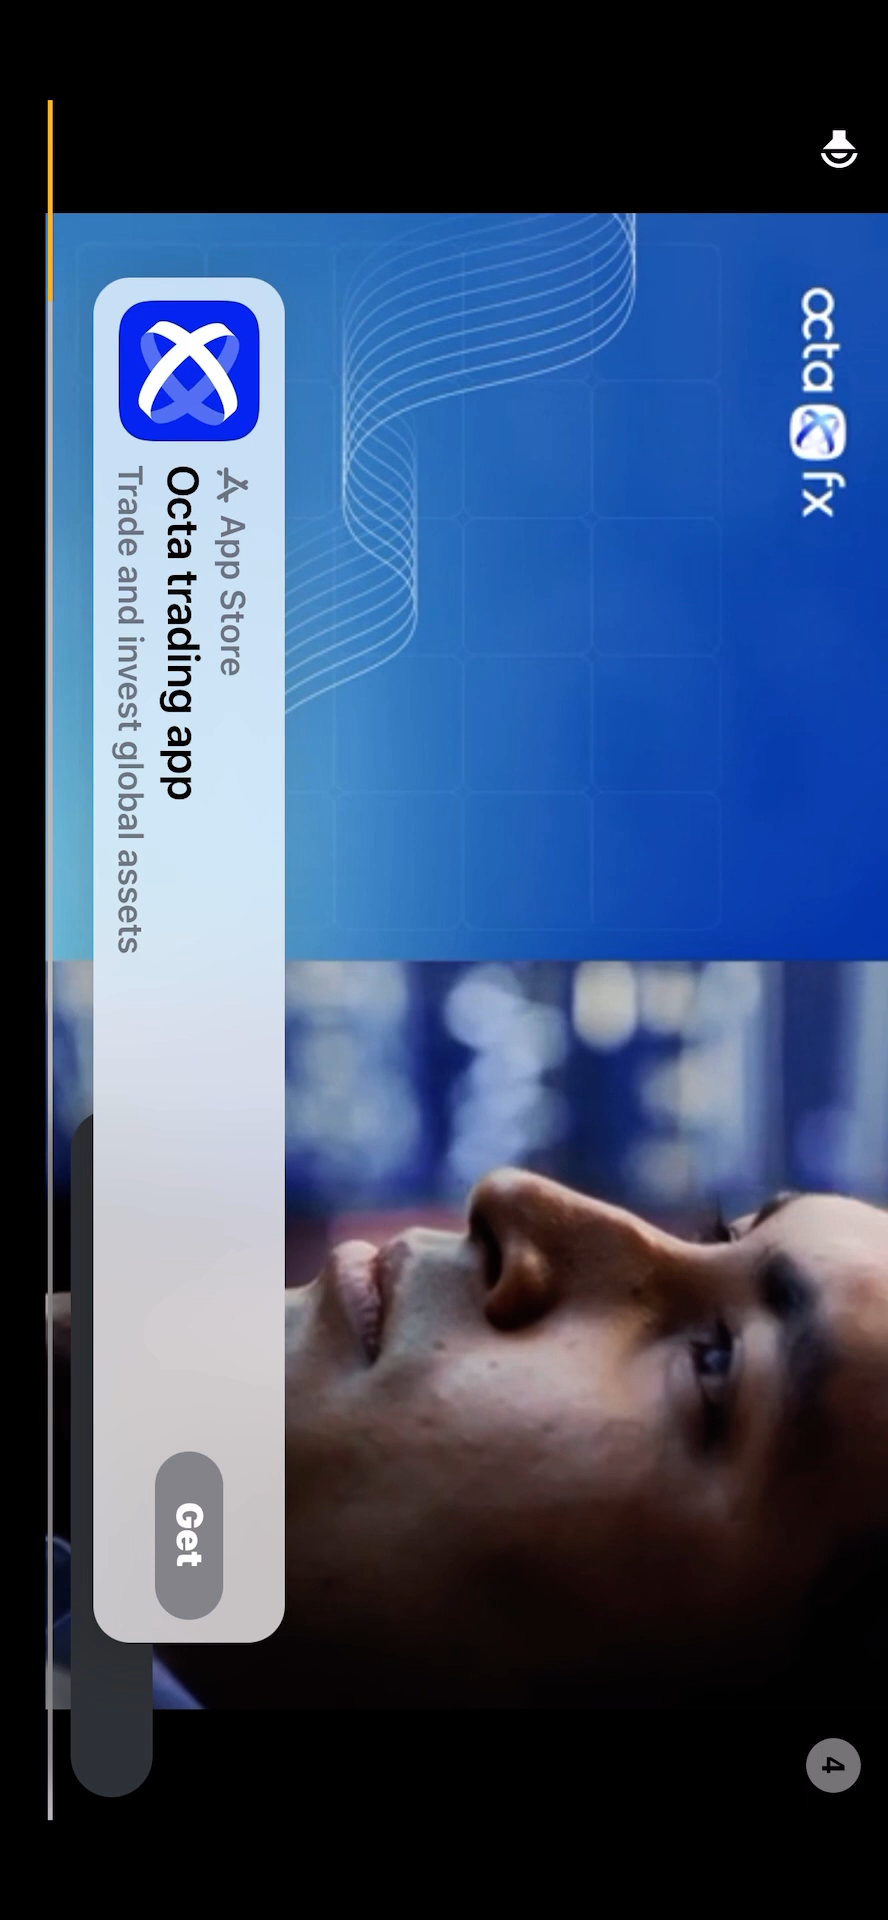 octa fx
App Store
Octa trading app
Trade and invest global assets
Get
4